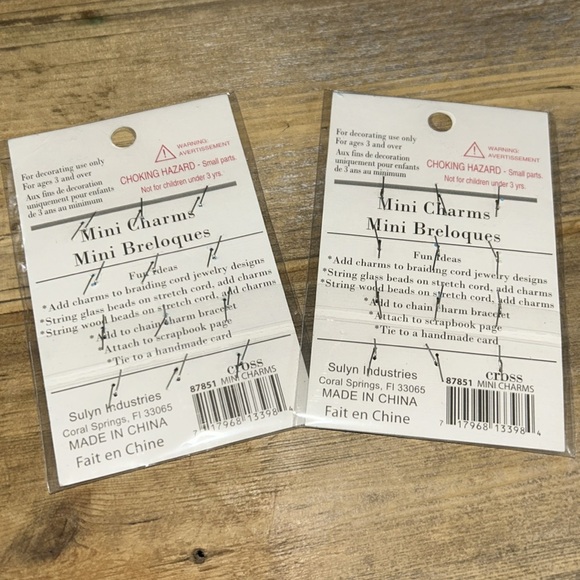 For decorating use only
For ages 3 and over
Aux fins de decoration
uniquement pour enfants
de 3 ans au minimum
WARNING:
AVERTISSEMENT
CHOKING HAZARD - Small parts.
Not for children under 3 yrs.
Mini Charms
Mini Breloques
Fun Ideas
*Add charms to braiding cord jewelry designs
*String glass beads on stretch cord, add charms
*String wood beads on stretch cord, add charms
*Add to chain charm bracelet
*Attach to scrapbook page
*Tie to a handmade card
Sulyn Industries
Coral Springs, Fl 33065
MADE IN CHINA
Fait en Chine
cross
87851 MINI CHARMS
7 17968 13398 4
For decorating use only
For ages 3 and over
Aux fins de decoration
uniquement pour enfants
de 3 ans au minimum
WARNING:
AVERTISSEMENT
CHOKING HAZARD - Small parts.
Not for children under 3 yrs.
Mini Charms
Mini Breloques
Fun Ideas
*Add charms to braiding cord jewelry designs
*String glass beads on stretch cord, add charms
*String wood beads on stretch cord, add charms
*Add to chain charm bracelet
*Attach to scrapbook page
*Tie to a handmade card
Sulyn Industries
Coral Springs, Fl 33065
MADE IN CHINA
Fait en Chine
cross
87851 MINI CHARMS
7 17968 13398 4